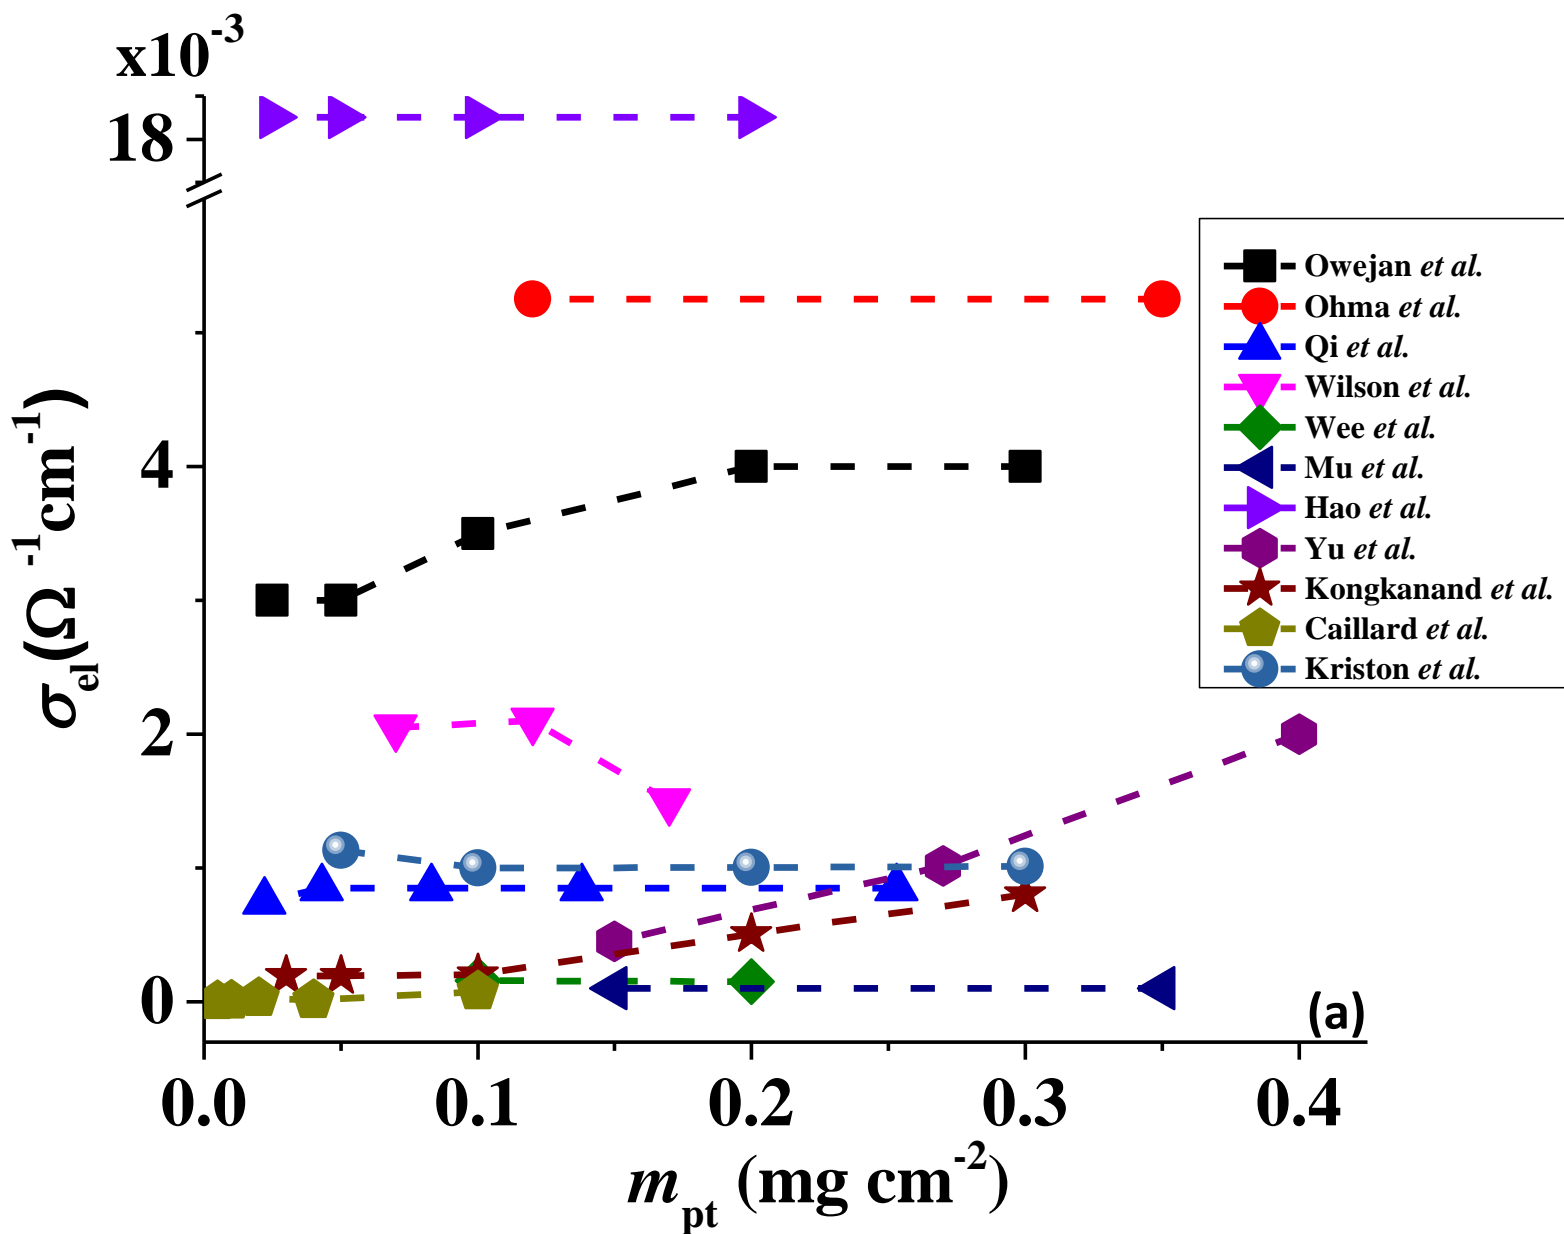 x10-3
18
4
2
0
σel(Ω -1cm-1)
0.0 0.1 0.2 0.3 0.4
mpt (mg cm-2)
Owejan et al.
Ohma et al.
Qi et al.
Wilson et al.
Wee et al.
Mu et al.
Hao et al.
Yu et al.
Kongkanand et al.
Caillard et al.
Kriston et al.
(a)